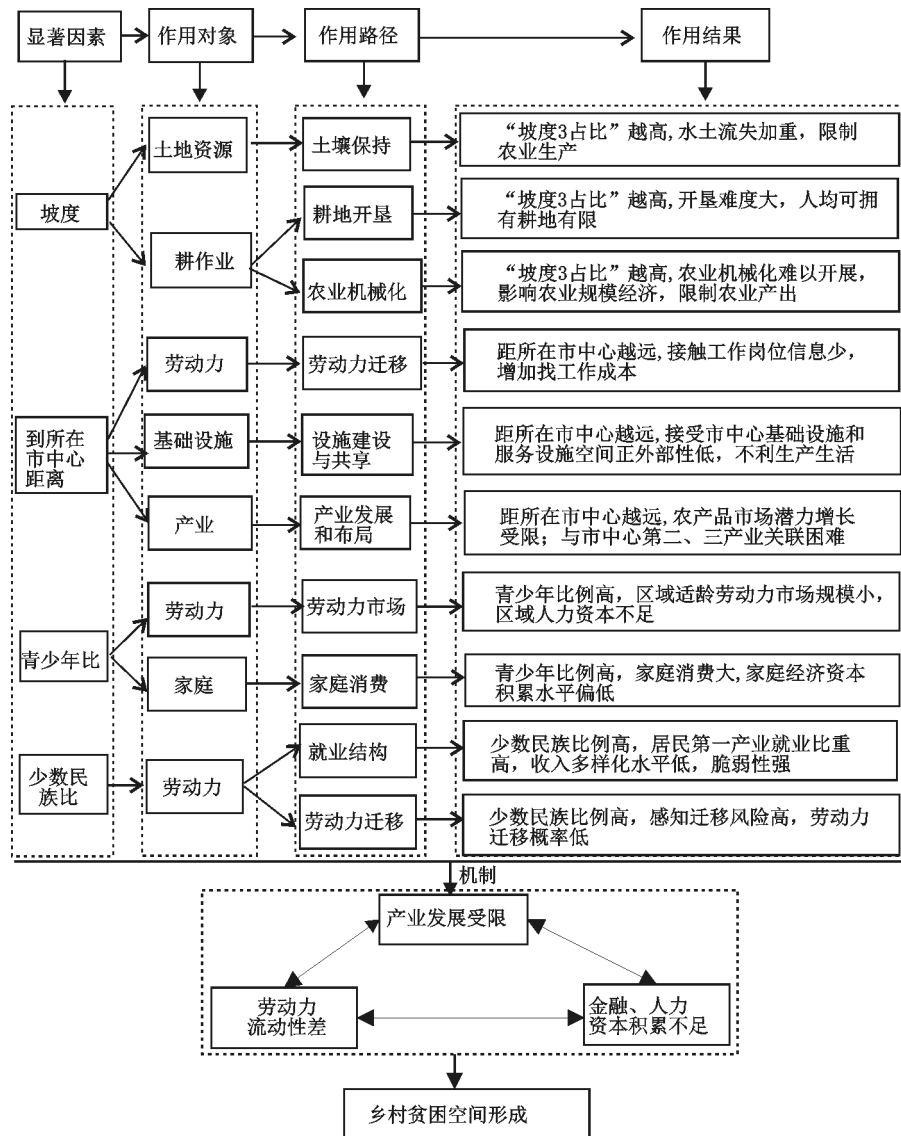 显著因素
作用对象
作用路径
作用结果
坡度
土地资源
土壤保持
“坡度3占比”越高,水土流失加重，限制
农业生产
耕作业
耕地开垦
“坡度3占比”越高,开垦难度大，人均可拥
有耕地有限
农业机械化
“坡度3占比”越高,农业机械化难以开展，
影响农业规模经济，限制农业产出
到所在
市中心
距离
劳动力
劳动力迁移
距所在市中心越远,接触工作岗位信息少，
增加找工作成本
基础设施
设施建设
与共享
距所在市中心越远,接受市中心基础设施和
服务设施空间正外部性低，不利生产生活
产业
产业发展
和布局
距所在市中心越远,农产品市场潜力增长
受限；与市中心第二、三产业关联困难
青少年比
劳动力
劳动力市场
青少年比例高，区域适龄劳动力市场规模小，
区域人力资本不足
家庭
家庭消费
青少年比例高，家庭消费大,家庭经济资本
积累水平偏低
少数民
族比
劳动力
就业结构
少数民族比例高，居民第一产业就业比重
高，收入多样化水平低，脆弱性强
劳动力迁移
少数民族比例高，感知迁移风险高，劳动力
迁移概率低
机制
产业发展受限
劳动力
流动性差
金融、人力
资本积累不足
乡村贫困空间形成